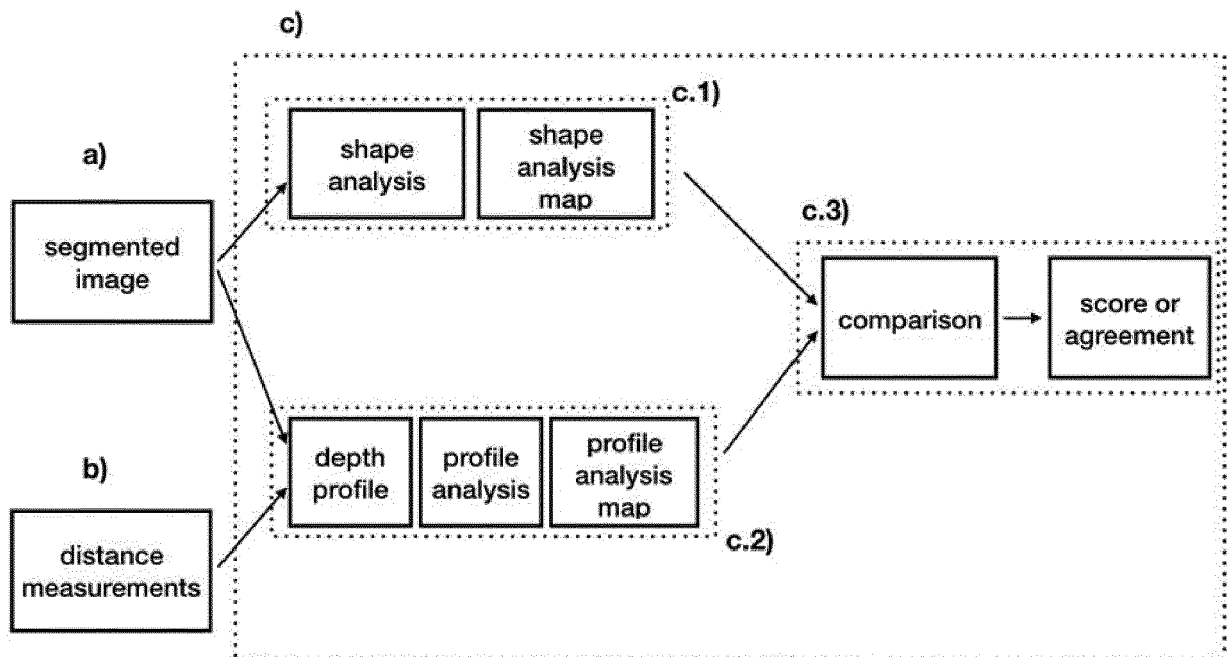 c)
c.1)
shape
analysis
shape
analysis
map
a)
segmented
image
c.3)
comparison
score or
agreement
depth
profile
profile
analysis
profile
analysis
map
c.2)
b)
distance
measurements